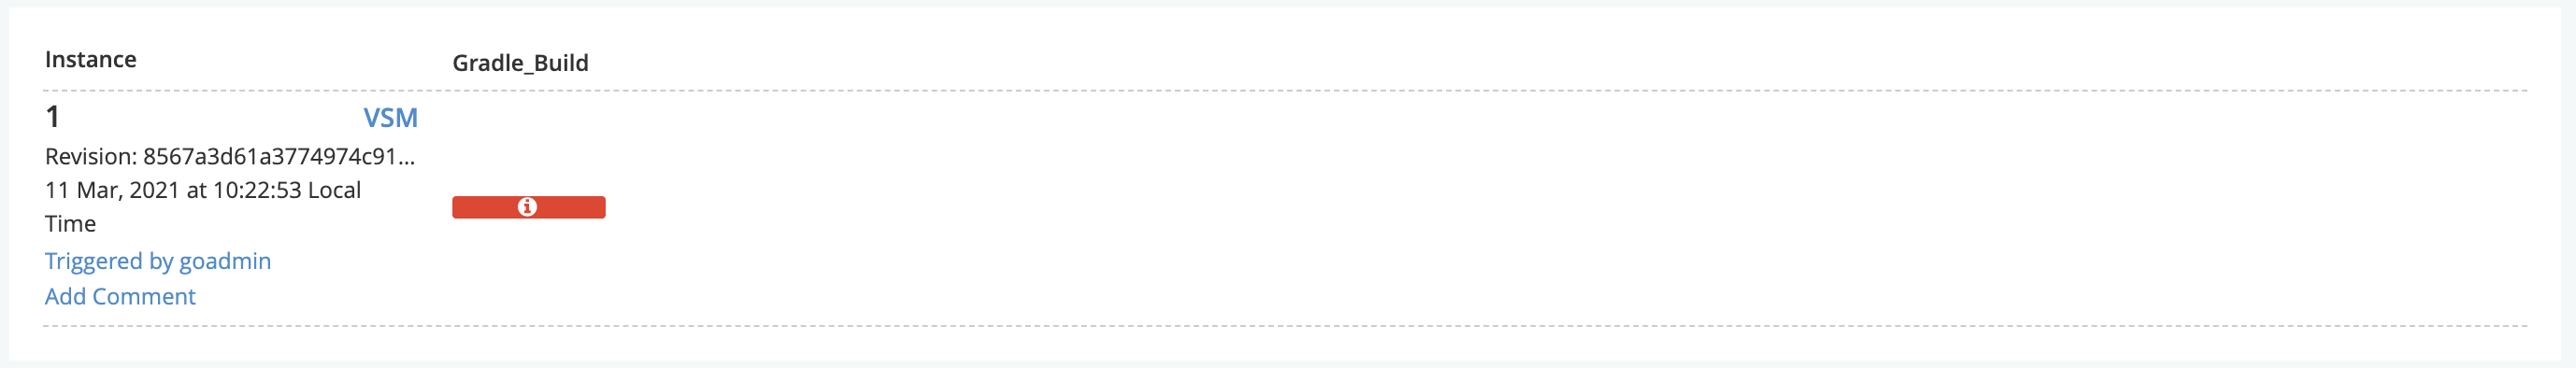 Instance
Gradle_Build
1
VSM
Revision: 8567a3d61a3774974c91...
11 Mar, 2021 at 10:22:53 Local
Time
Triggered by goadmin
Add Comment